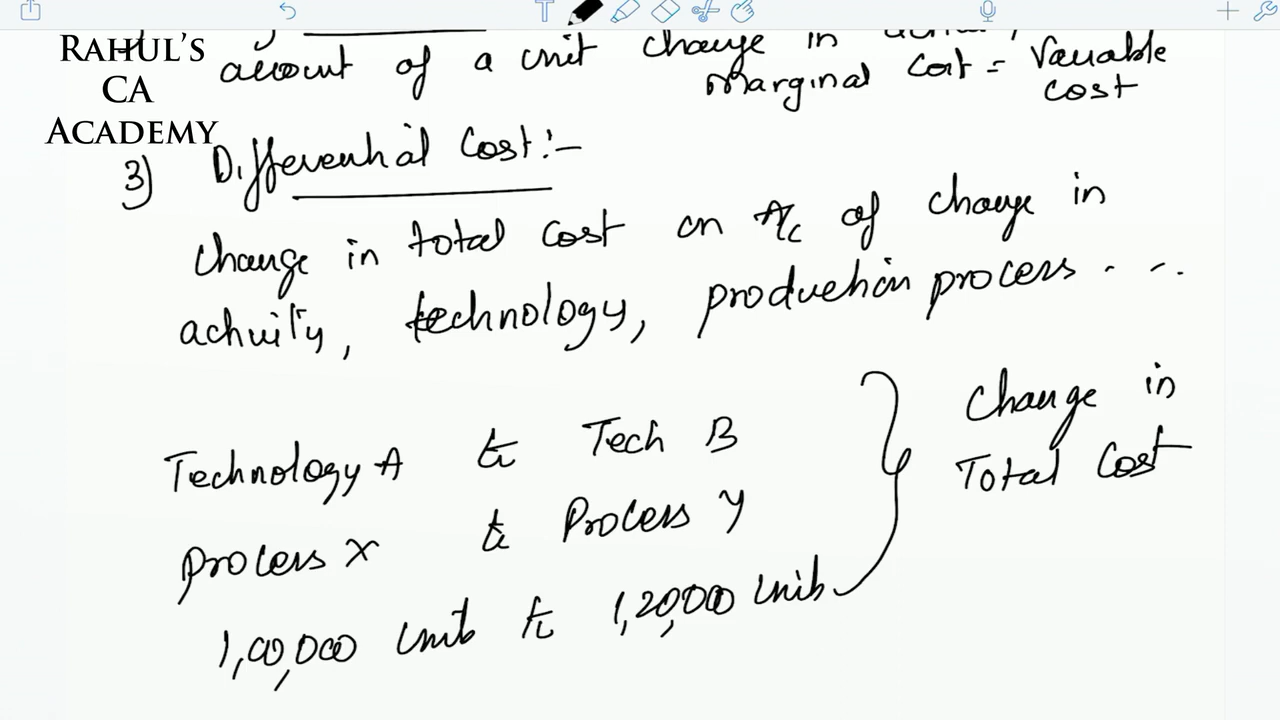 RAHUL'S
CA
ACADEMY
account of a unit change in
marginal cost = Variable
cost
3) Differential Cost:-
Change in total cost on A/c of change in
activity, technology, production process . . .
Technology A to Tech B
Process X to Process Y
1,00,000 units to 1,20,000 units
Change in
Total Cost